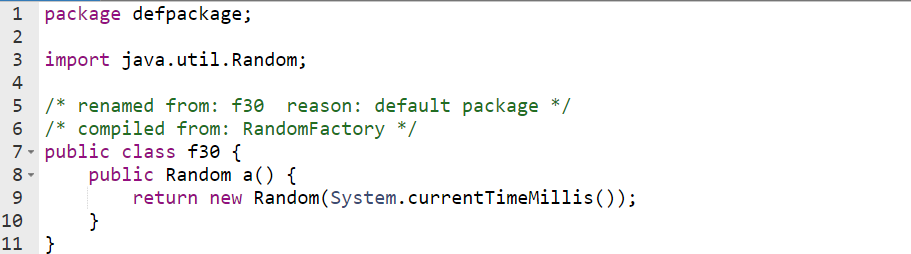 1 package defpackage;
2
3 import java.util.Random;
4
5 /* renamed from: f30  reason: default package */
6 /* compiled from: RandomFactory */
7 public class f30 {
8     public Random a() {
9         return new Random(System.currentTimeMillis());
10     }
11 }